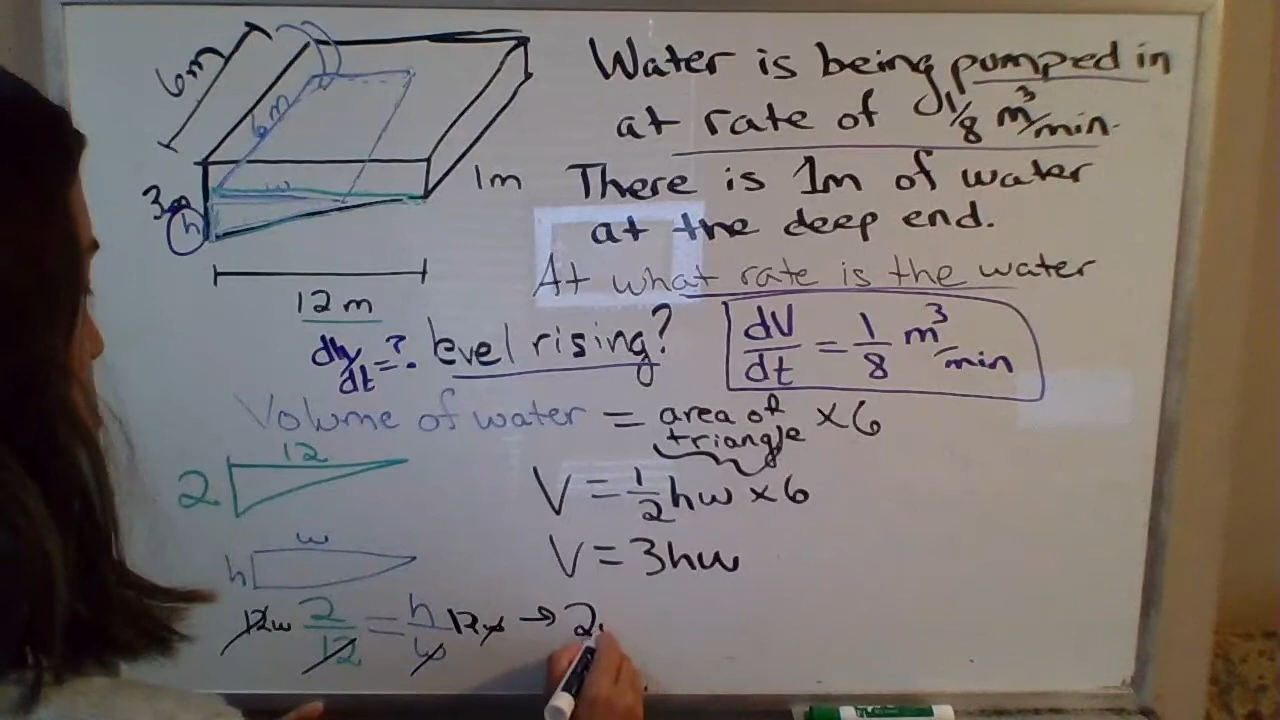 6m
6m
w
3m
h
1m
12 m
Water is being pumped in
at rate of 1/8 m³/min.
There is 1m of water
at the deep end.
At what rate is the water
level rising?
dh/dt = ?
dV/dt = 1/8 m³/min
Volume of water = area of triangle × 6
12
2
V = 1/2 hw × 6
w
h
V = 3hw
12w 2/12 = h/w 12w → 2